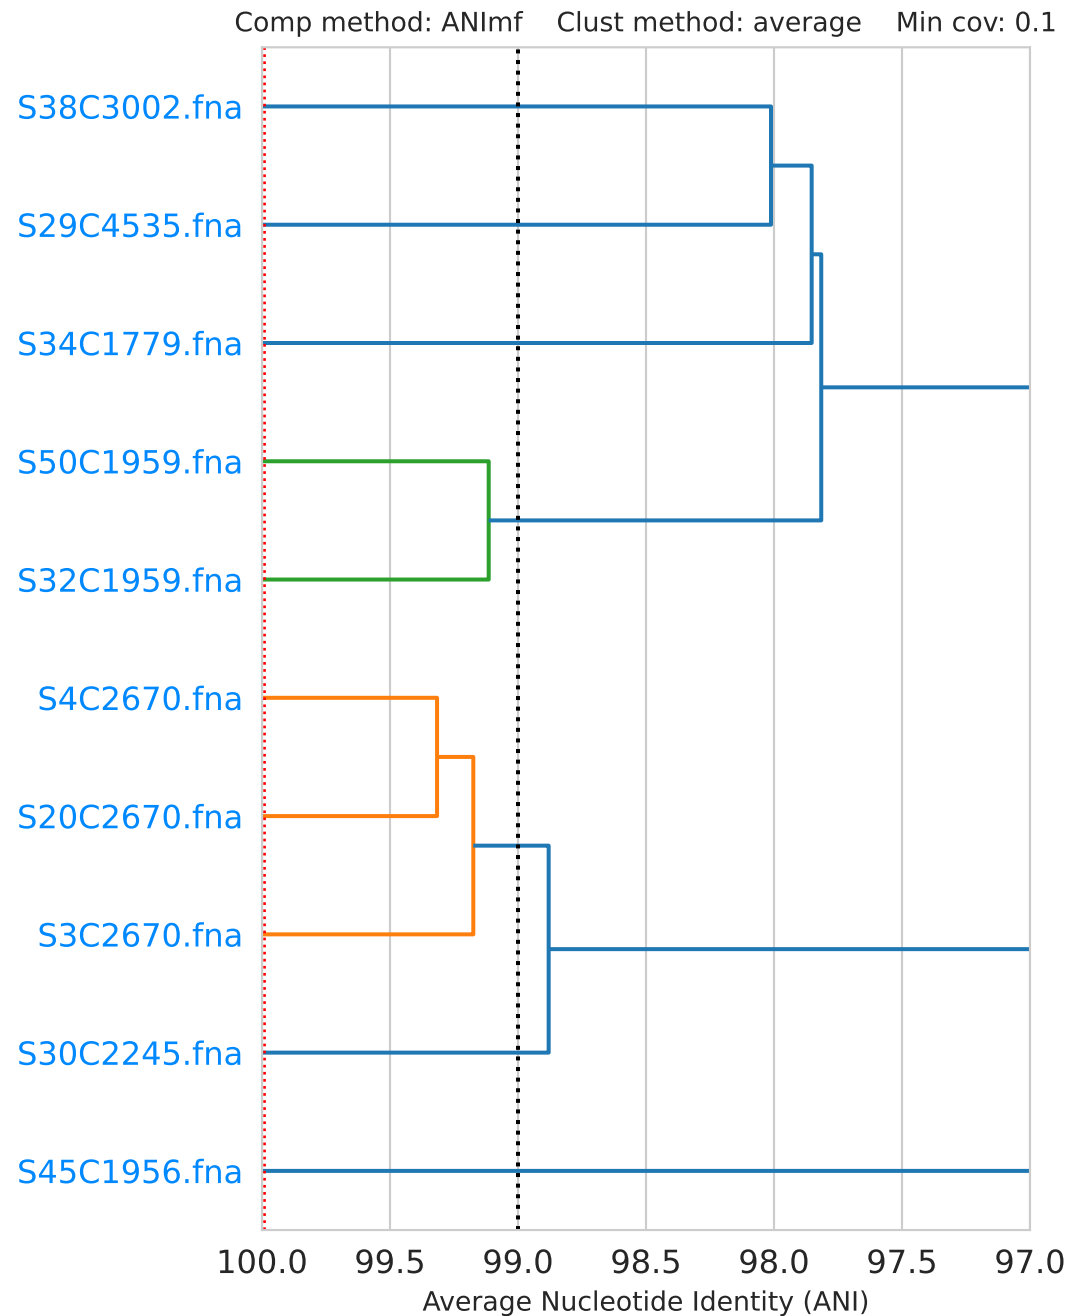 Comp method: ANImf Clust method: average Min cov: 0.1
S38C3002.fna
S29C4535.fna
S34C1779.fna
S50C1959.fna
S32C1959.fna
S4C2670.fna
S20C2670.fna
S3C2670.fna
S30C2245.fna
S45C1956.fna
100.0 99.5 99.0 98.5 98.0 97.5 97.0
Average Nucleotide Identity (ANI)